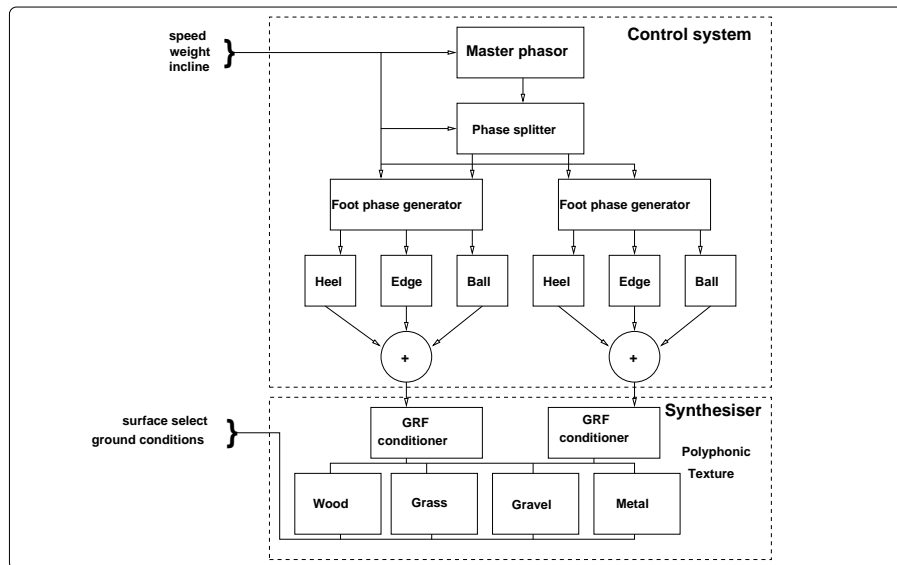 speed
weight
incline
Control system
Master phasor
Phase splitter
Foot phase generator
Foot phase generator
Heel
Edge
Ball
Heel
Edge
Ball
+
+
surface select
ground conditions
Synthesiser
GRF
conditioner
GRF
conditioner
Polyphonic
Texture
Wood
Grass
Gravel
Metal